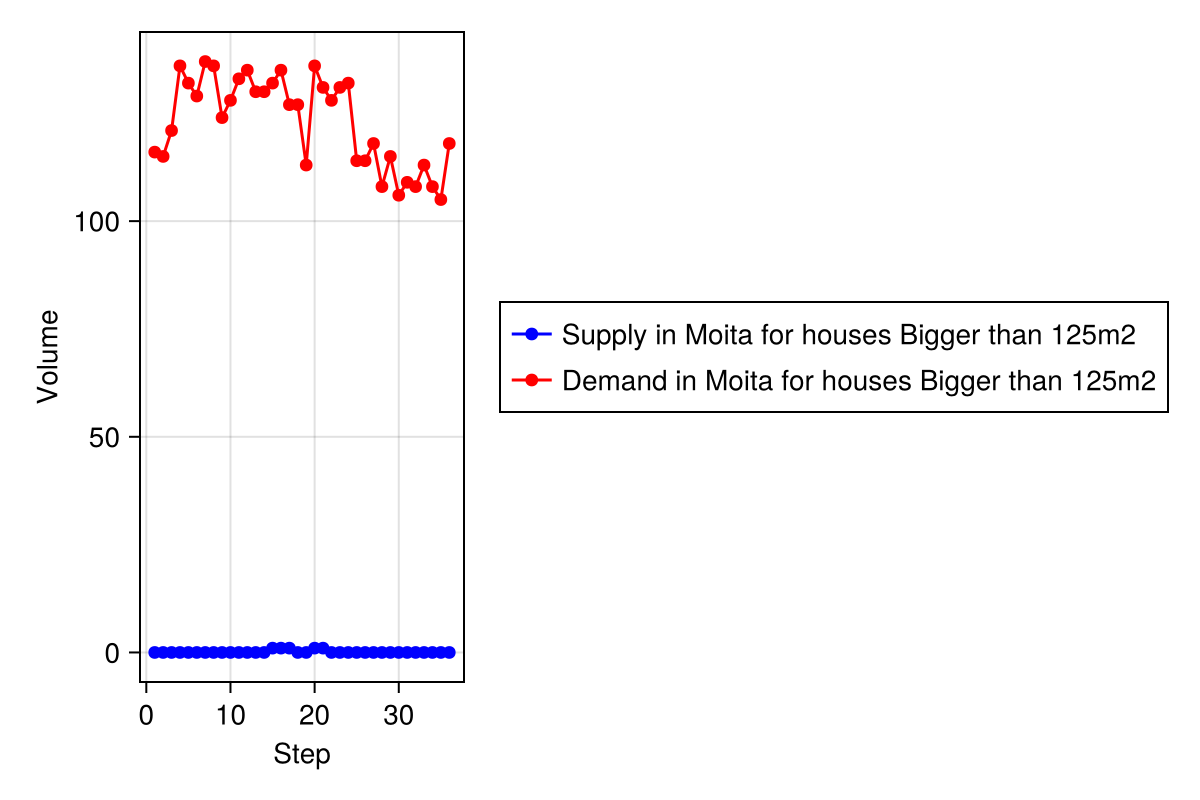 Volume
100
50
0
0 10 20 30
Step
Supply in Moita for houses Bigger than 125m2
Demand in Moita for houses Bigger than 125m2